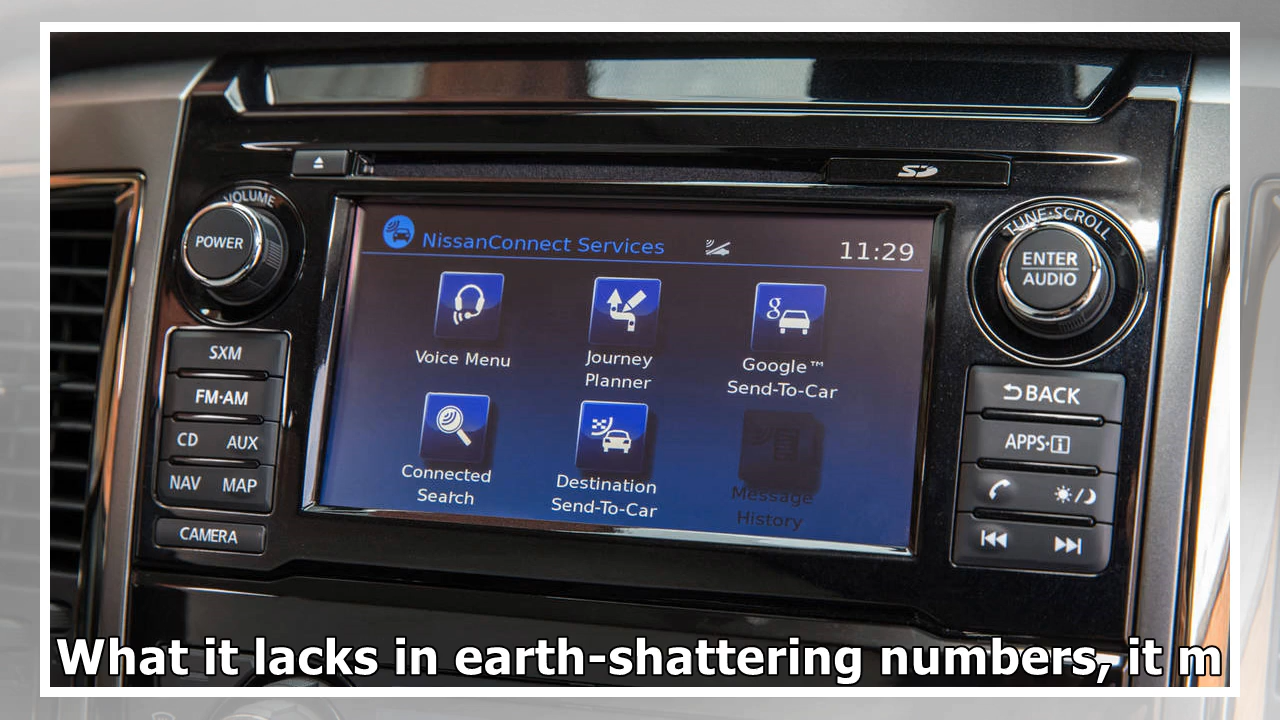 SD
VOLUME
POWER
TUNE·SCROLL
ENTER
AUDIO
NissanConnect Services
11:29
Voice Menu
Journey
Planner
g
Google™
Send-To-Car
Connected
Search
Destination
Send-To-Car
Message
History
SXM
FM·AM
CD AUX
NAV MAP
CAMERA
BACK
APPS·i
What it lacks in earth-shattering numbers, it m